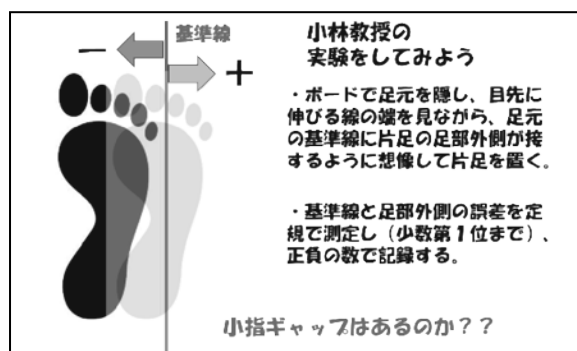 基準線
－
＋
小林教授の
実験をしてみよう
・ボードで足元を隠し、目先に
伸びる線の端を見ながら、足元
の基準線に片足の足部外側が接
するように想像して片足を置く。
・基準線と足部外側の誤差を定
規で測定し（少数第１位まで）、
正負の数で記録する。
小指ギャップはあるのか？？